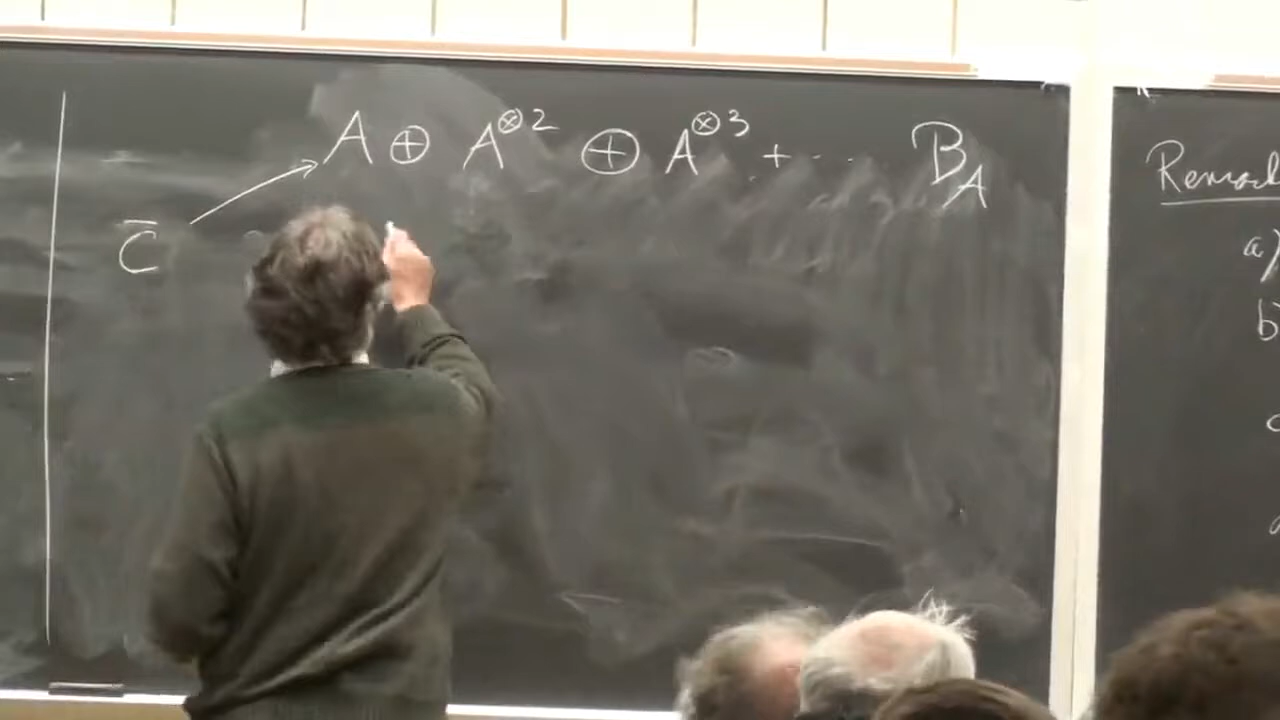 A ⊕ A^{⊗2} ⊕ A^{⊗3} + ... B_A
C̅
a)
b)